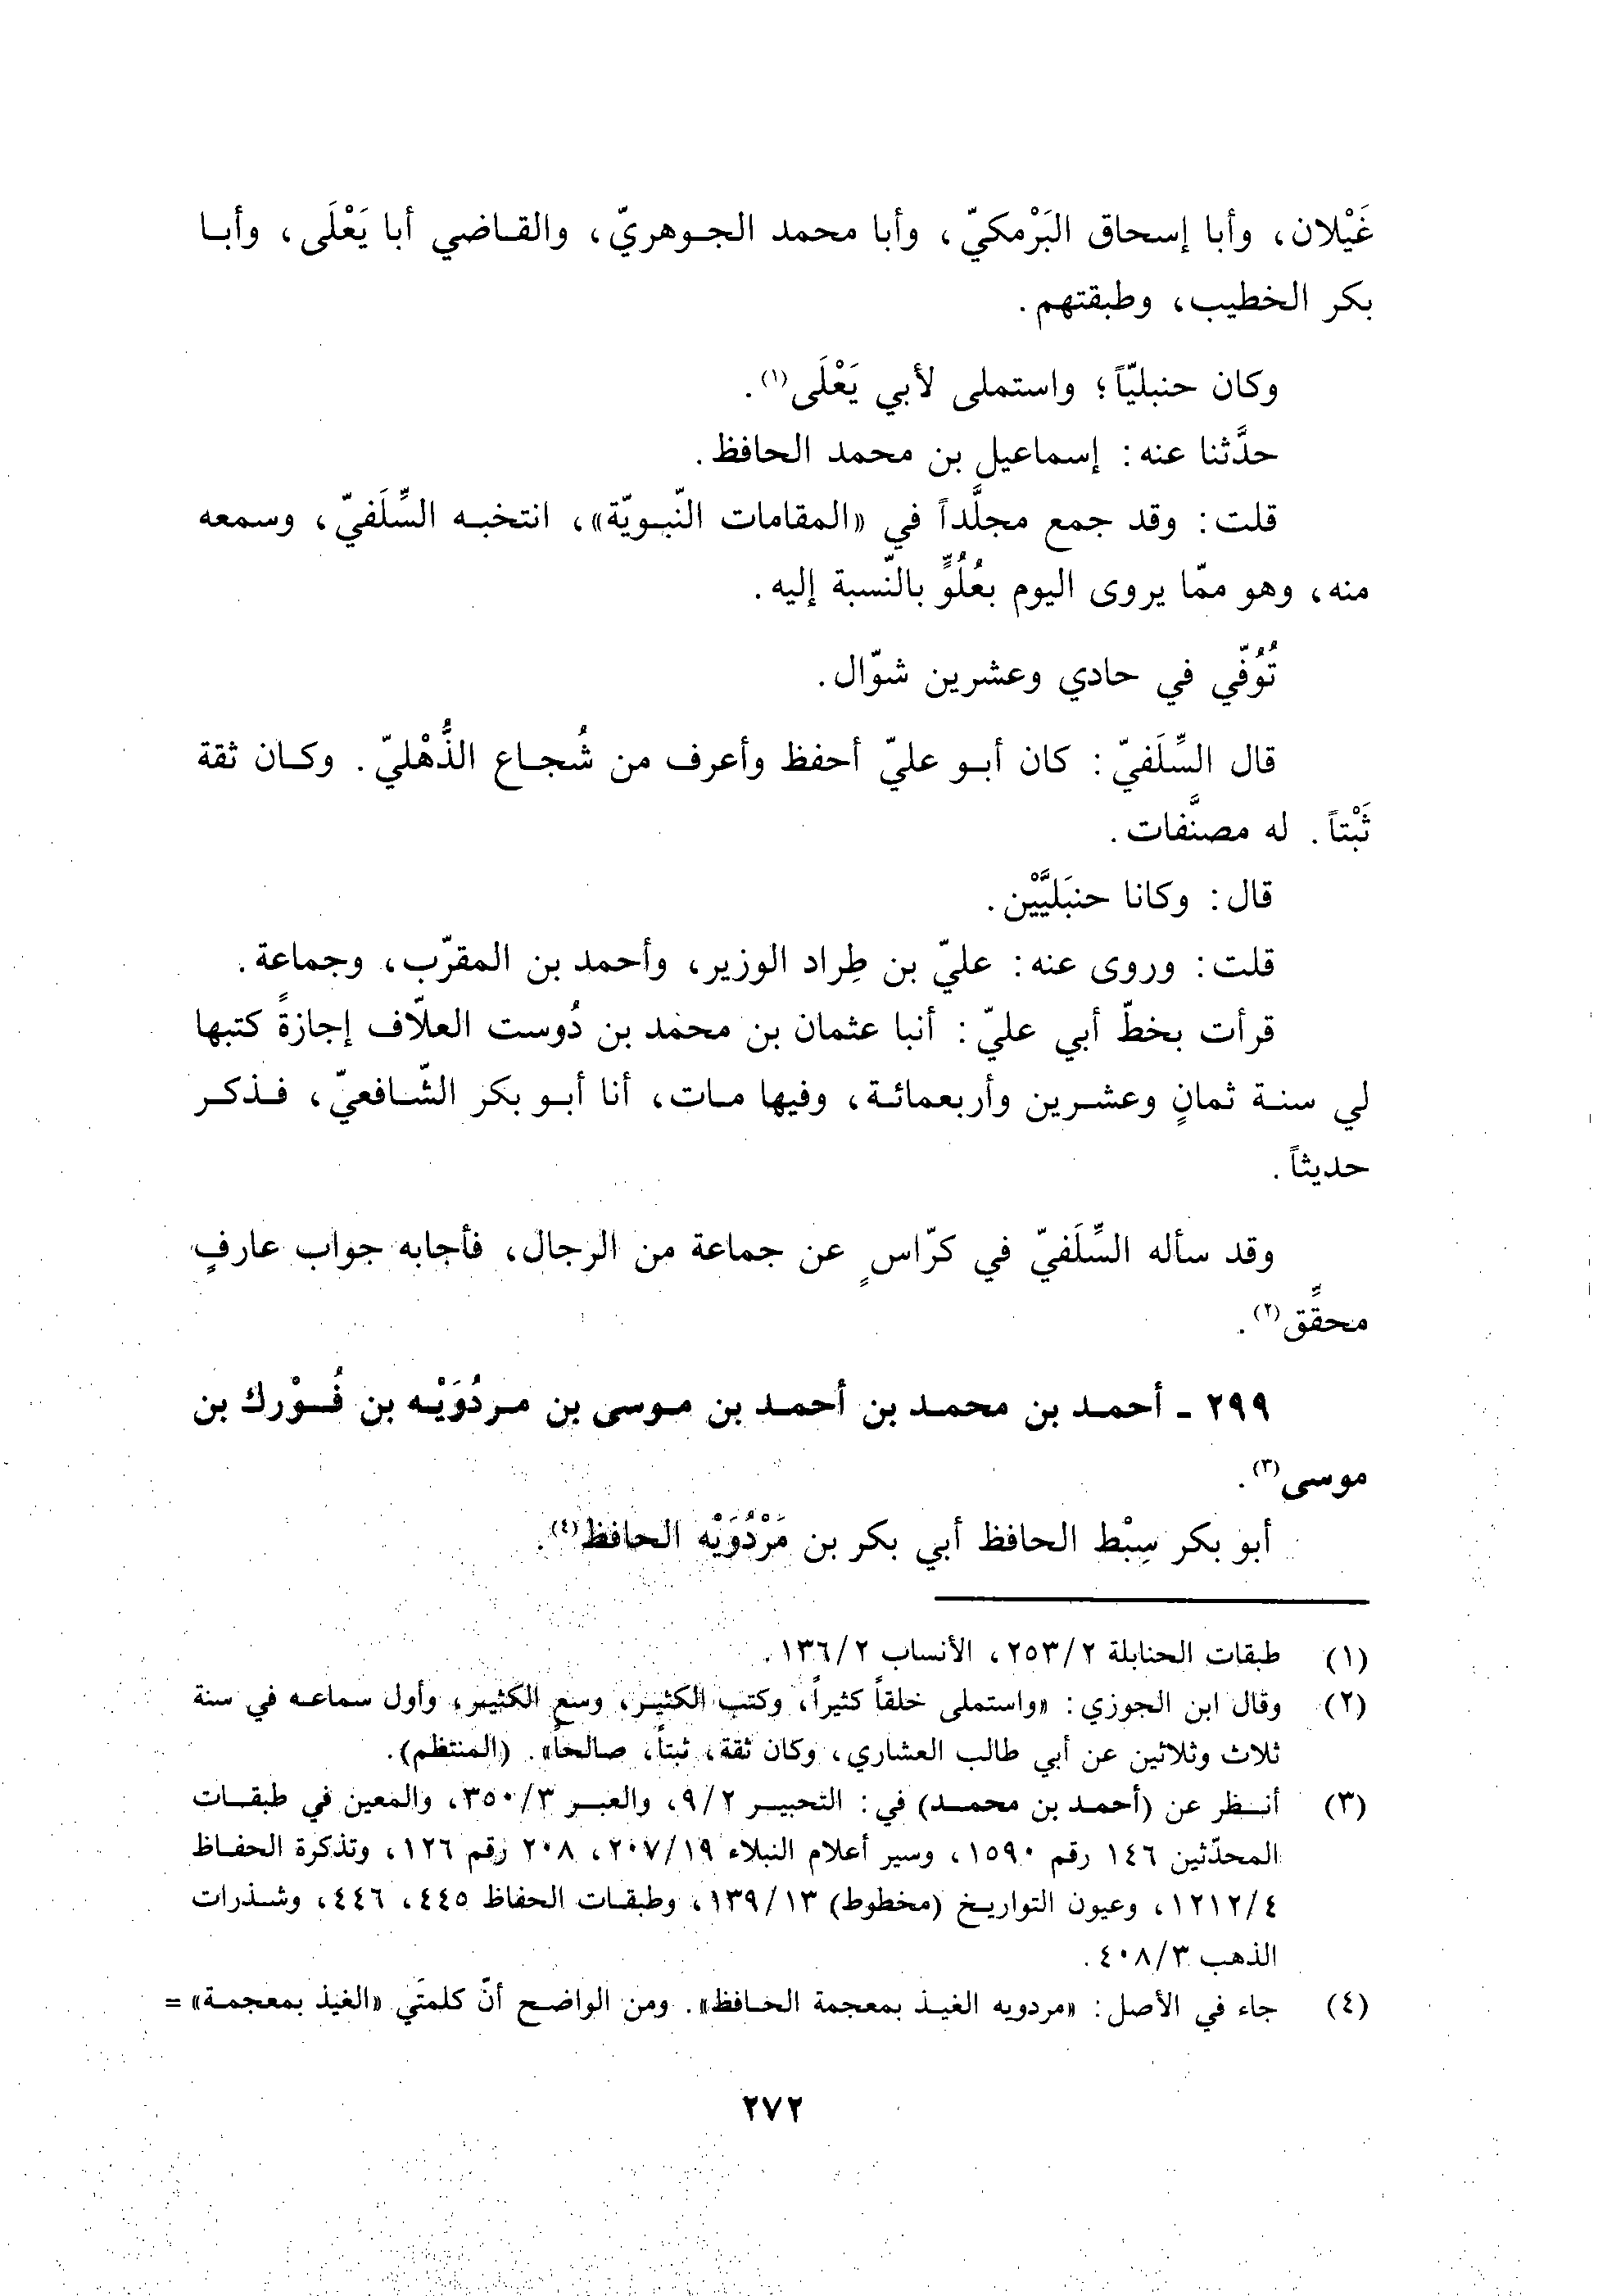 غَيْلان، وأبا إسحاق البَرْمكيّ، وأبا محمد الجوهريّ، والقاضي أبا يَعْلَى، وأبا
بكر الخطيب، وطبقتهم.
وكان حنبليّاً؛ واستملى لأبي يَعْلَى(١).
حدَّثنا عنه: إسماعيل بن محمد الحافظ.
قلت: وقد جمع مجلَّداً في «المقامات النّبويّة»، انتخبه السِّلَفيّ، وسمعه
منه، وهو ممّا يروى اليوم بعُلُوٍّ بالنّسبة إليه.
تُوُفّي في حادي وعشرين شوّال.
قال السِّلَفيّ: كان أبو عليّ أحفظ وأعرف من شُجاع الذُّهْليّ. وكان ثقة
ثَبْتاً. له مصنَّفات.
قال: وكانا حنبَليَّيْن.
قلت: وروى عنه: عليّ بن طِراد الوزير، وأحمد بن المقرّب، وجماعة.
قرأت بخطّ أبي عليّ: أنبا عثمان بن محمد بن دُوست العلّاف إجازةً كتبها
لي سنة ثمانٍ وعشرين وأربعمائة، وفيها مات، أنا أبو بكر الشّافعيّ، فذكر
حديثاً.
وقد سأله السِّلَفيّ في كرّاسٍ عن جماعة من الرجال، فأجابه جواب عارفٍ
محقِّق(٢).
٢٩٩ - أحمد بن محمد بن أحمد بن موسى بن مردُوَيْه بن فُوْرك بن
موسى(٣).
أبو بكر سِبْط الحافظ أبي بكر بن مَرْدُوَيْه الحافظ(٤).
(١) طبقات الحنابلة ٢٥٣/٢، الأنساب ١٣٦/٢.
(٢) وقال ابن الجوزي: «واستملى خلقاً كثيراً، وكتب الكثير، وسع الكثير، وأول سماعه في سنة
ثلاث وثلاثين عن أبي طالب العشاري، وكان ثقة، ثبتاً، صالحاً». (المنتظم).
(٣) أنظر عن (أحمد بن محمد) في: التحبير ٩/٢، والعبر ٣٥٠/٣، والمعين في طبقات
المحدّثين ١٤٦ رقم ١٥٩٠، وسير أعلام النبلاء ٢٠٧/١٩، ٢٠٨ رقم ١٢٦، وتذكرة الحفاظ
١٢١٢/٤، وعيون التواريخ (مخطوط) ١٣٩/١٣، وطبقات الحفاظ ٤٤٥، ٤٤٦، وشذرات
الذهب ٤٠٨/٣.
(٤) جاء في الأصل: «مردويه الغيذ بمعجمة الحافظ». ومن الواضح أنّ كلمتَي «الغيذ بمعجمة» =
٢٧٢